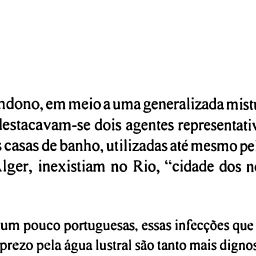 ndono, em meio a uma generalizada mist
destacavam-se dois agentes representativ
casas de banho, utilizadas até mesmo pe
lger, inexistiam no Rio, “cidade dos n
um pouco portuguesas, essas infecções que
prezo pela água lustral são tanto mais dignos